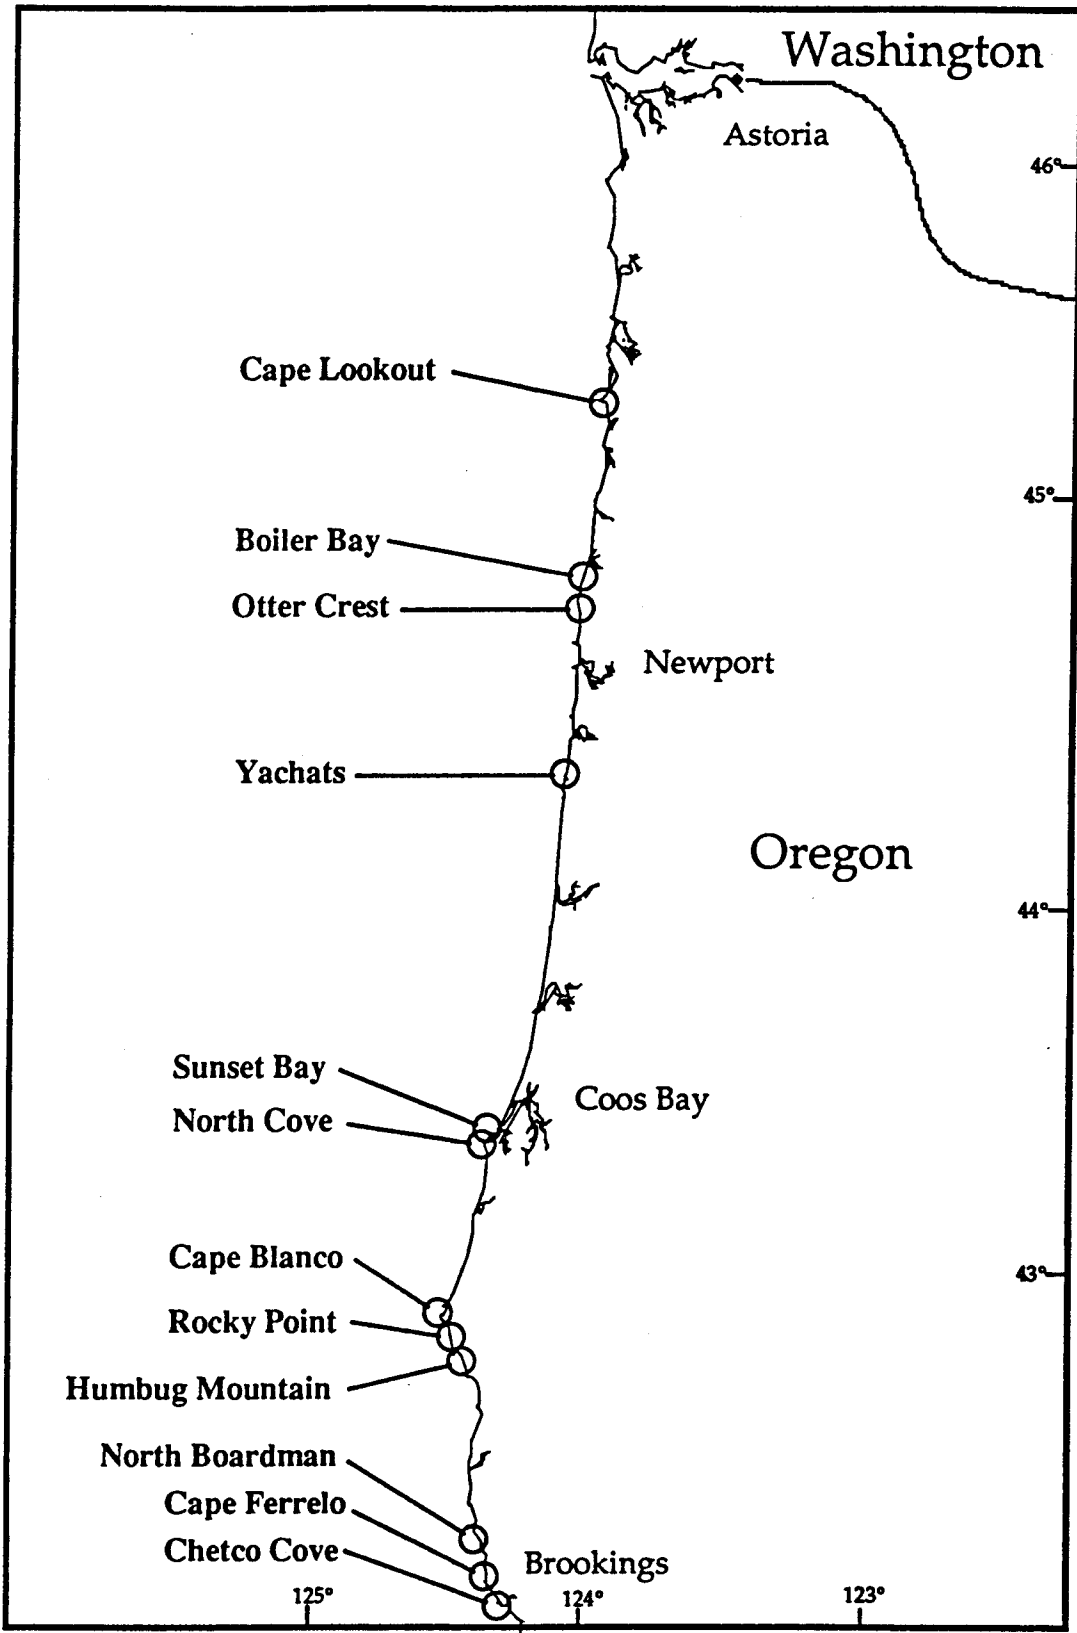 Washington
Astoria
46°
Cape Lookout
45°
Boiler Bay
Otter Crest
Newport
Yachats
Oregon
44°
Sunset Bay
Coos Bay
North Cove
Cape Blanco
43°
Rocky Point
Humbug Mountain
North Boardman
Cape Ferrelo
Chetco Cove
Brookings
125°
124°
123°